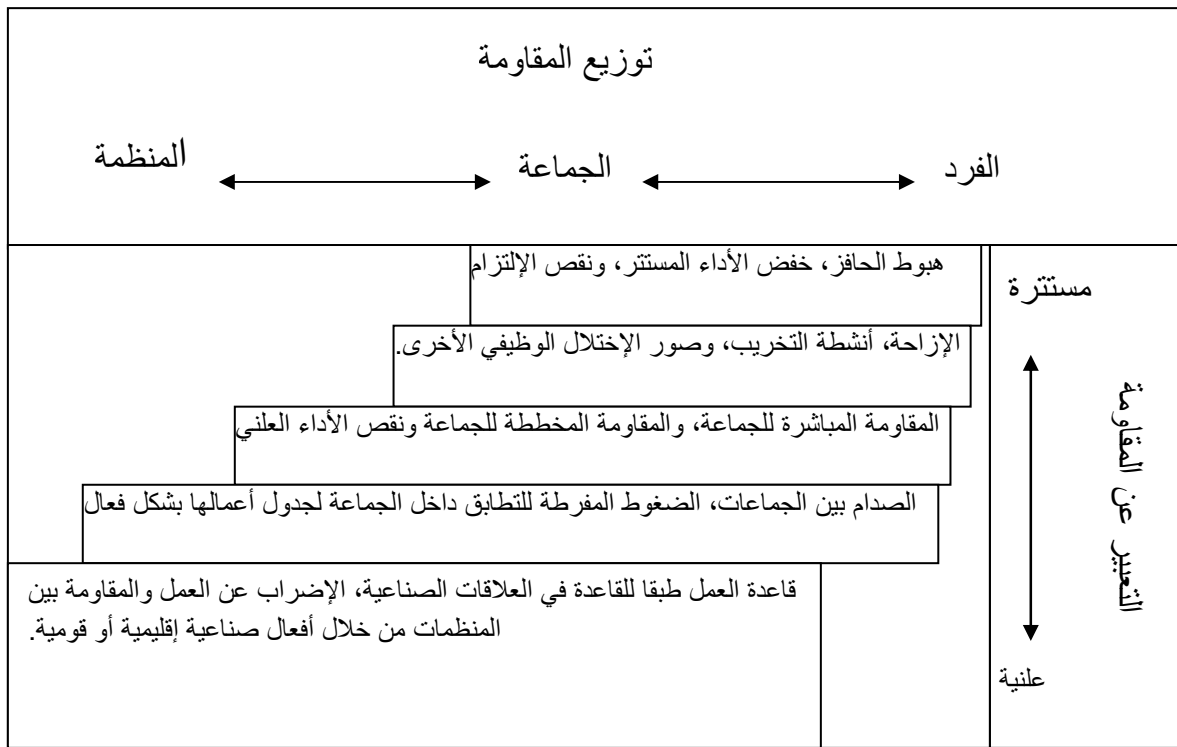 توزيع المقاومة
الفرد
الجماعة
المنظمة
مستترة
هبوط الحافز، خفض الأداء المستتر، ونقص الإلتزام
الإزاحة، أنشطة التخريب، وصور الإختلال الوظيفي الأخرى.
المقاومة المباشرة للجماعة، والمقاومة المخططة للجماعة ونقص الأداء العلني
الصدام بين الجماعات، الضغوط المفرطة للتطابق داخل الجماعة لجدول أعمالها بشكل فعال
قاعدة العمل طبقا للقاعدة في العلاقات الصناعية، الإضراب عن العمل والمقاومة بين
المنظمات من خلال أفعال صناعية إقليمية أو قومية.
علنية
التعبير عن المقاومة